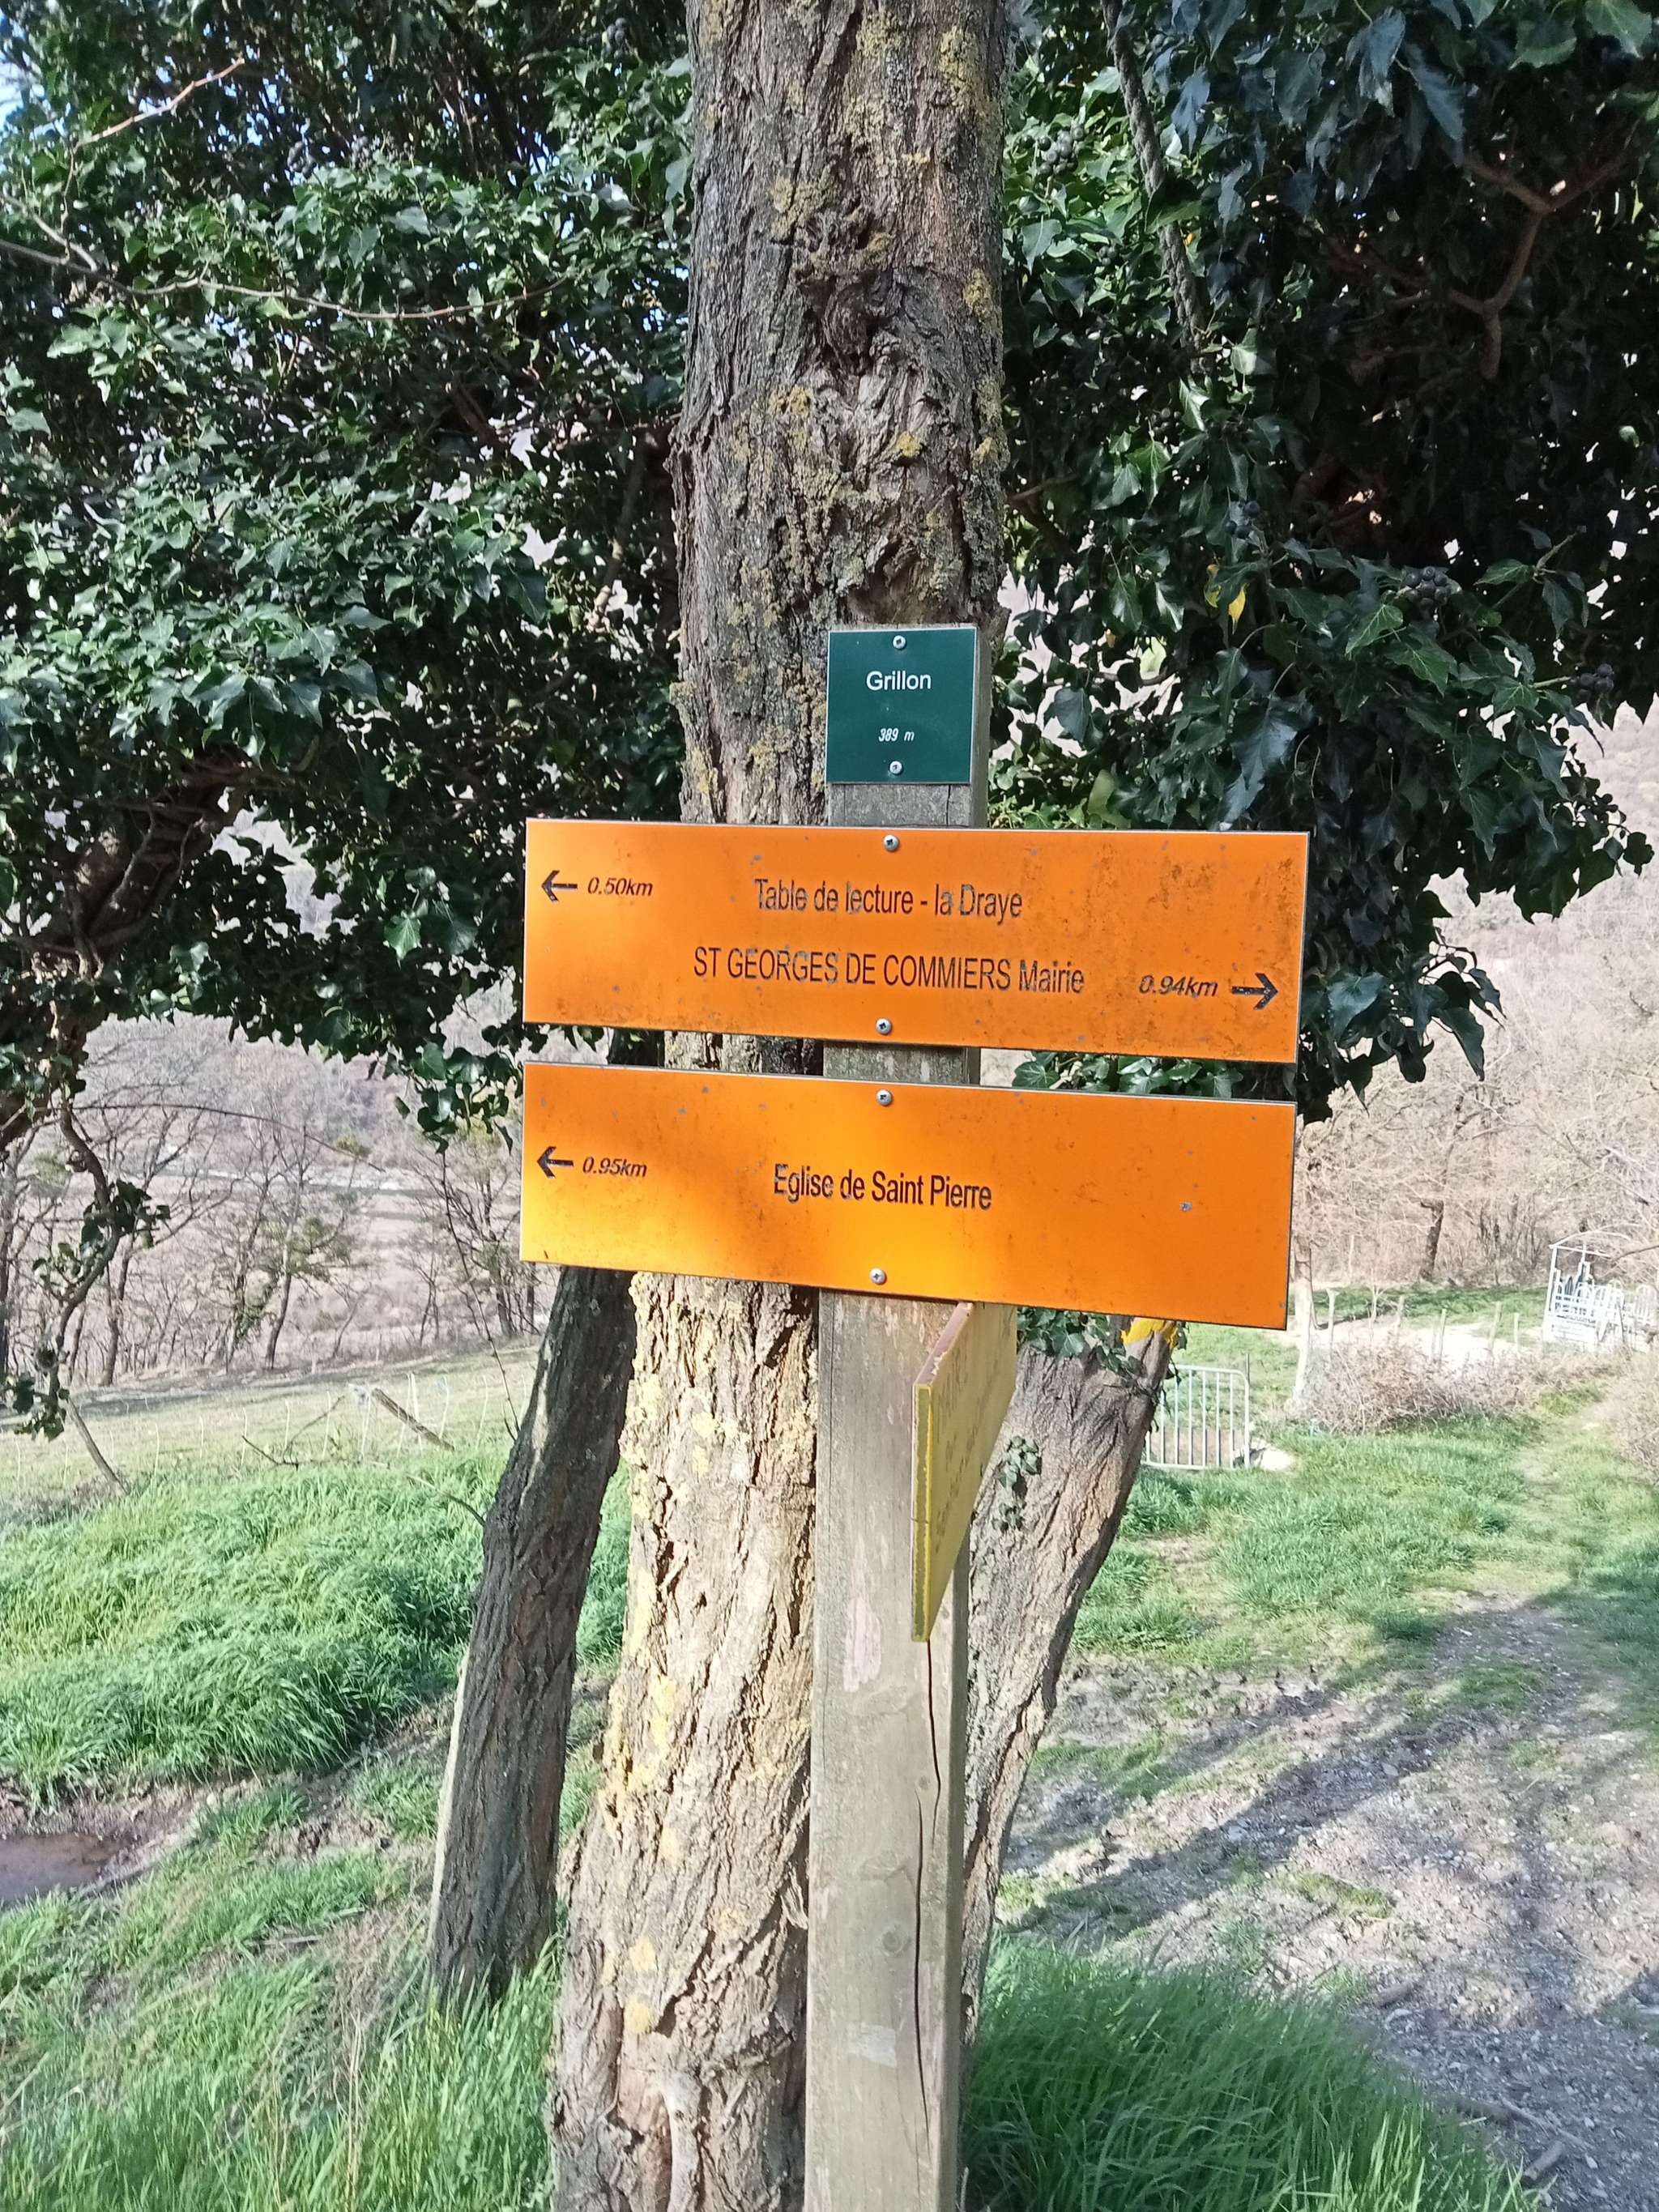 Grillon
389 m
← 0.50km Table de lecture - la Draye
ST GEORGES DE COMMIERS Mairie 0.94km →
← 0.95km Eglise de Saint Pierre